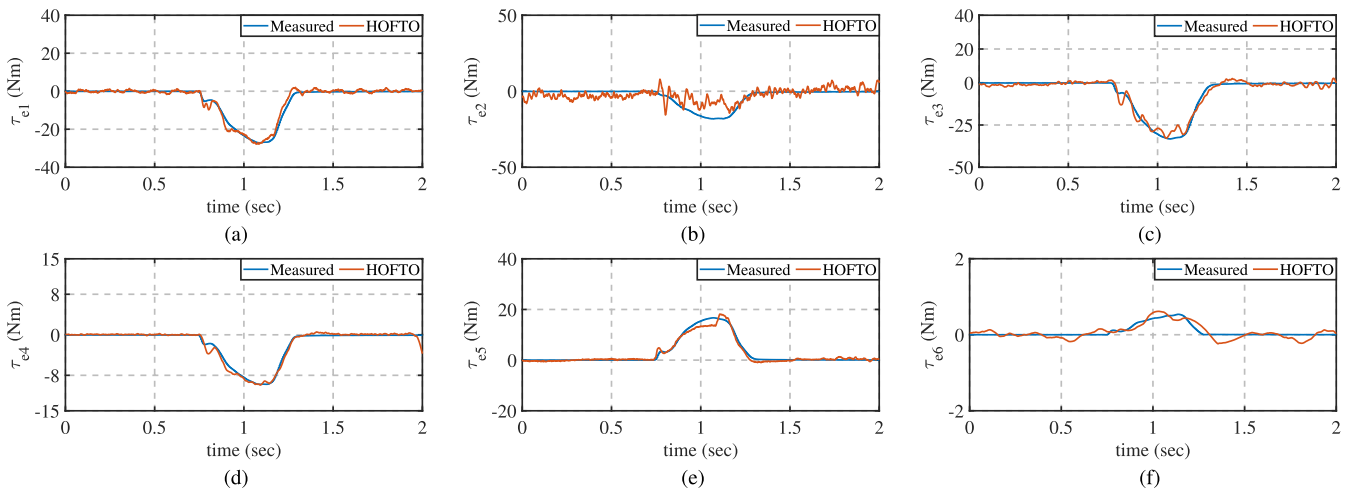 Measured HOFTO
40
20
0
-20
40
τe1 (Nm)
0 0.5 1 1.5 2
time (sec)
(a)
Measured HOFTO
50
0
50
τe2 (Nm)
0 0.5 1 1.5 2
time (sec)
(b)
Measured HOFTO
40
20
0
-25
-50
τe3 (Nm)
0 0.5 1 1.5 2
time (sec)
(c)
Measured HOFTO
15
8
0
-8
-15
τe4 (Nm)
0 0.5 1 1.5 2
time (sec)
(d)
Measured HOFTO
40
20
0
-20
τe5 (Nm)
0 0.5 1 1.5 2
time (sec)
(e)
Measured HOFTO
2
0
-2
τe6 (Nm)
0 0.5 1 1.5 2
time (sec)
(f)